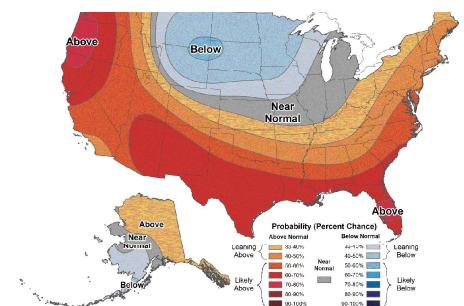 Above
Below
Near
Normal
Above
Near
Normal
Below
Above
Probability (Percent Chance)
Above Normal
Below Normal
Leaning
Above
33-40%
40-50%
Likely
Above
50-60%
60-70%
70-80%
80-90%
90-100%
Near
Normal
33-40%
40-50%
50-60%
60-70%
70-80%
80-90%
90-100%
Leaning
Below
Likely
Below